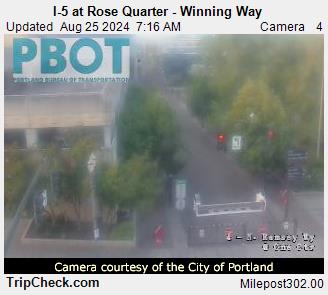 I-5 at Rose Quarter - Winning Way
Updated Aug 25 2024 7:16 AM Camera 4
PBOT
PORTLAND BUREAU OF TRANSPORTATION
Camera courtesy of the City of Portland
TripCheck.com Milepost302.00